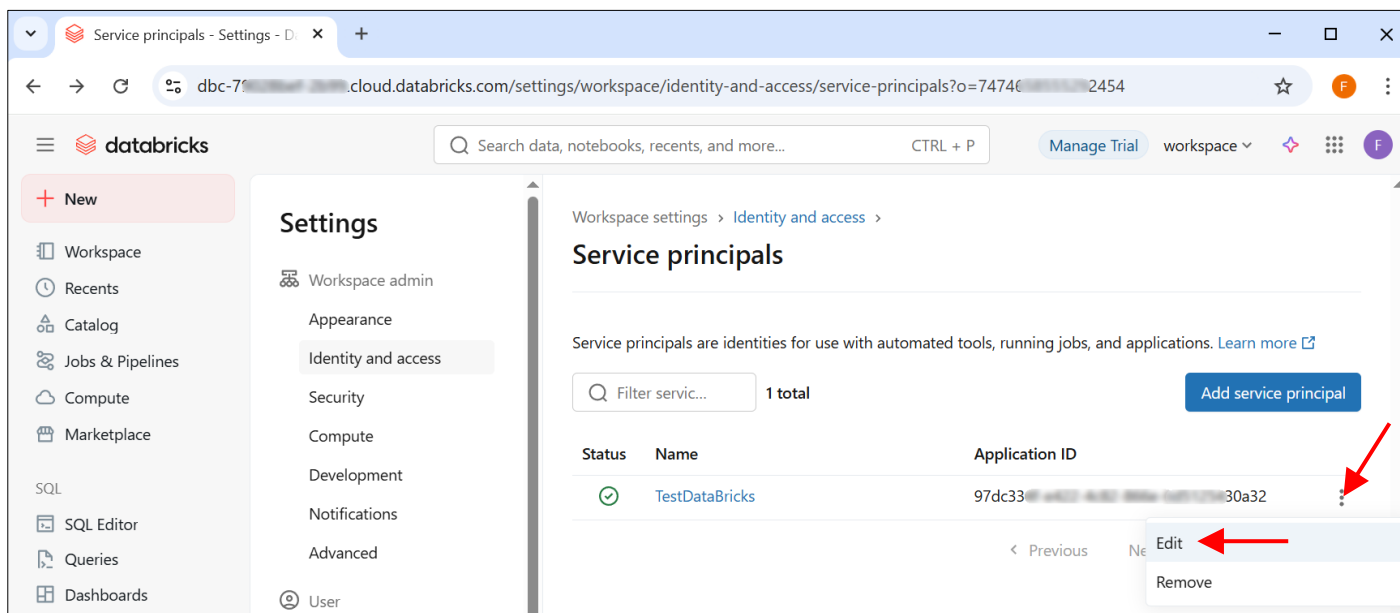 Service principals - Settings - D
dbc-7 .cloud.databricks.com/settings/workspace/identity-and-access/service-principals?o=7474 2454
F
databricks
Search data, notebooks, recents, and more...
CTRL + P
Manage Trial
workspace
F
New
Workspace
Recents
Catalog
Jobs & Pipelines
Compute
Marketplace
SQL
SQL Editor
Queries
Dashboards
Settings
Workspace admin
Appearance
Identity and access
Security
Compute
Development
Notifications
Advanced
User
Workspace settings > Identity and access >
Service principals
Service principals are identities for use with automated tools, running jobs, and applications. Learn more
Filter servic...
1 total
Add service principal
Status Name Application ID
TestDataBricks 97dc33 30a32
Previous Ne
Edit
Remove